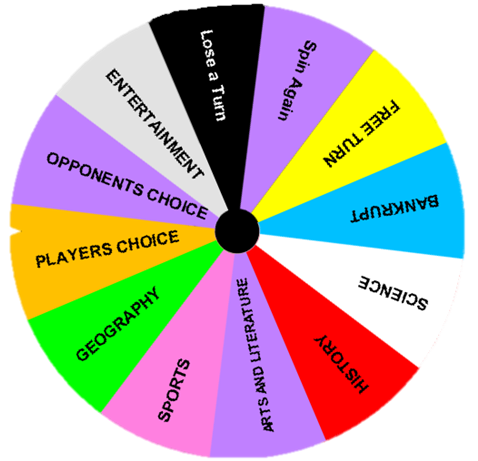 Lose a Turn
Spin Again
FREE TURN
BANKRUPT
SCIENCE
HISTORY
ARTS AND LITERATURE
SPORTS
GEOGRAPHY
PLAYERS CHOICE
OPPONENTS CHOICE
ENTERTAINMENT